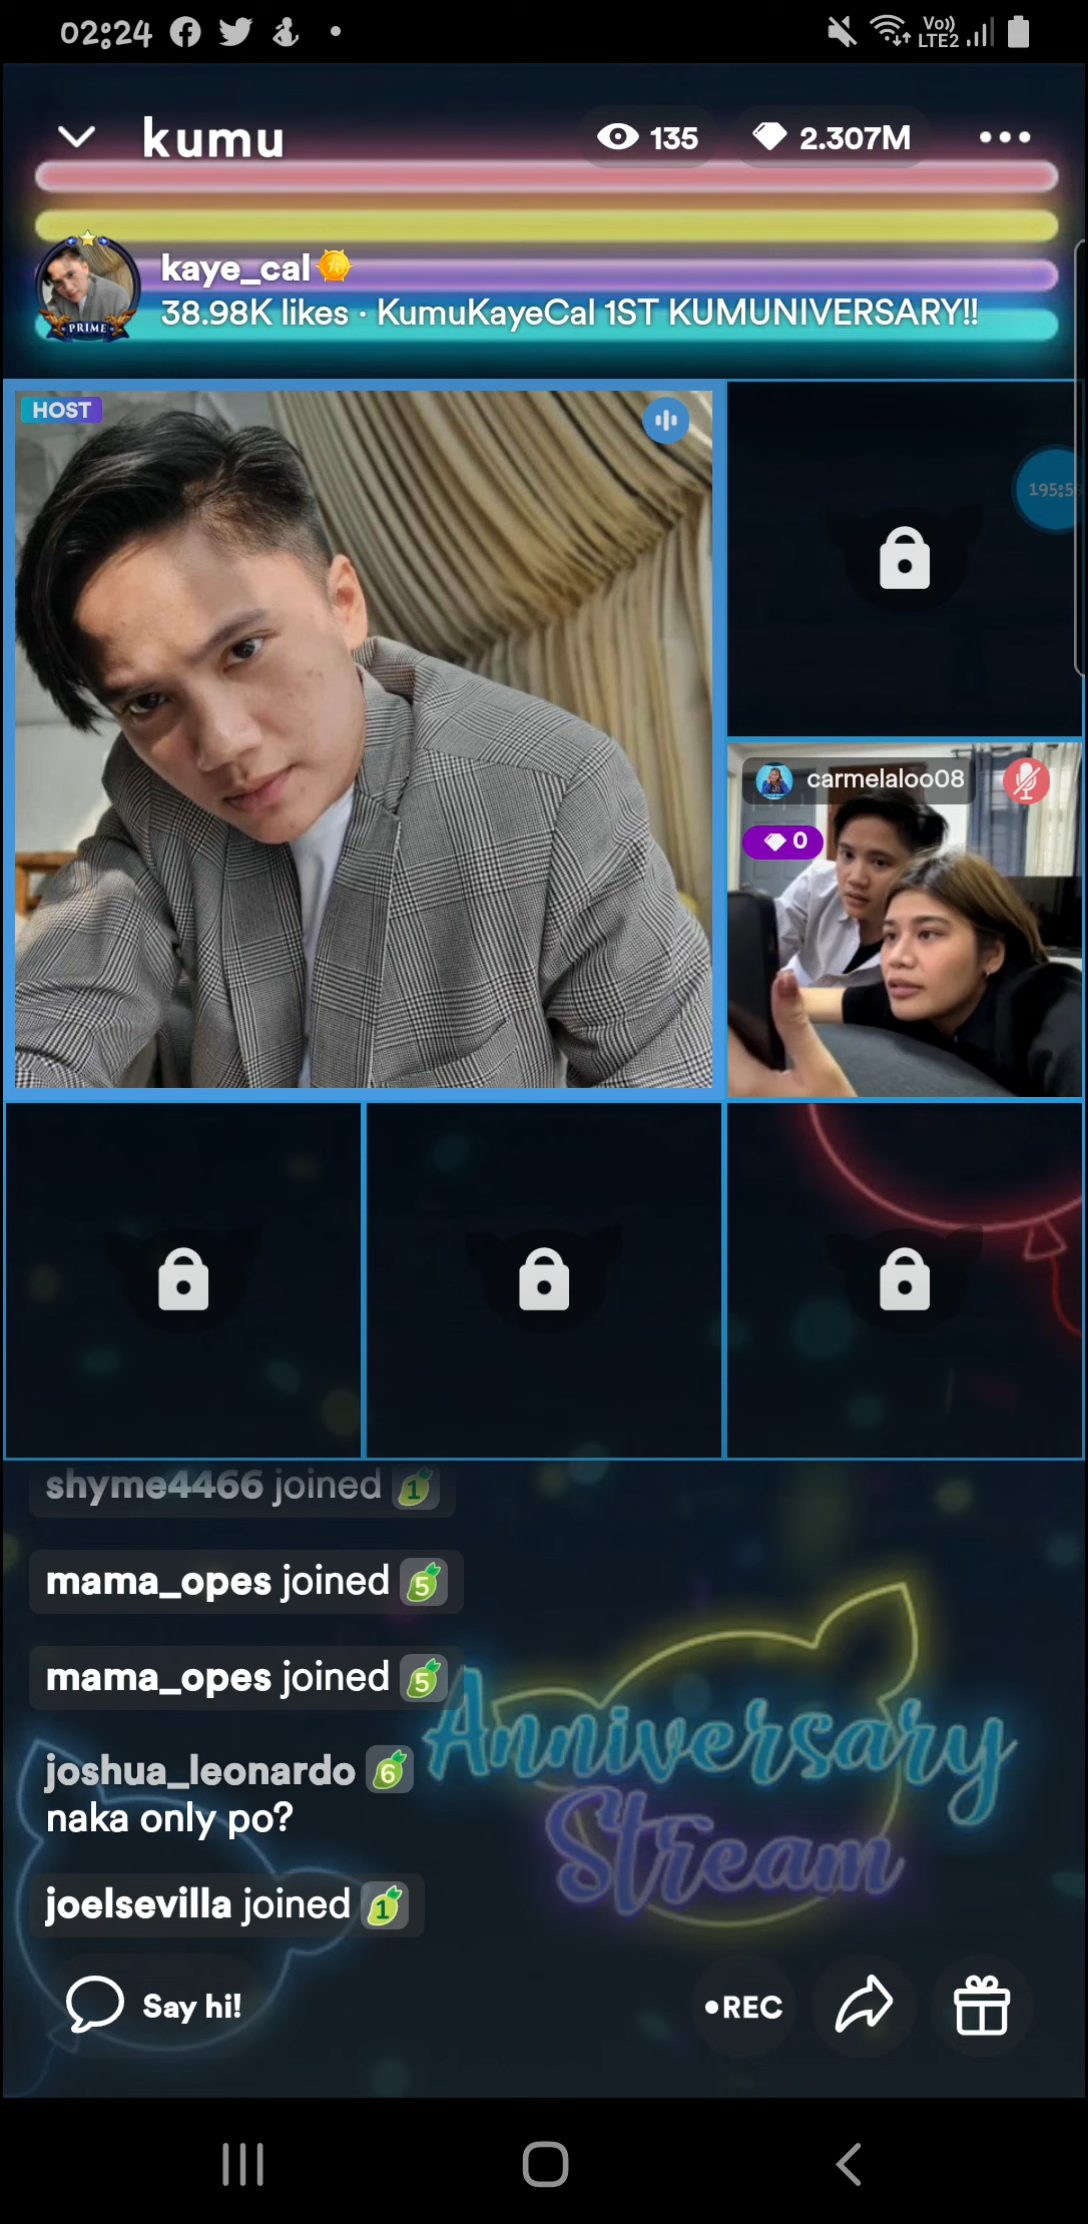 02:24
Vo))
LTE2
kumu
135
2.307M
kaye_cal
PRIME
38.98K likes · KumuKayeCal 1ST KUMUNIVERSARY!!
HOST
carmelaloo08
0
shyme4466 joined 1
mama_opes joined 5
mama_opes joined 5
joshua_leonardo 6
naka only po?
joelsevilla joined 1
Anniversary
Stream
Say hi!
•REC